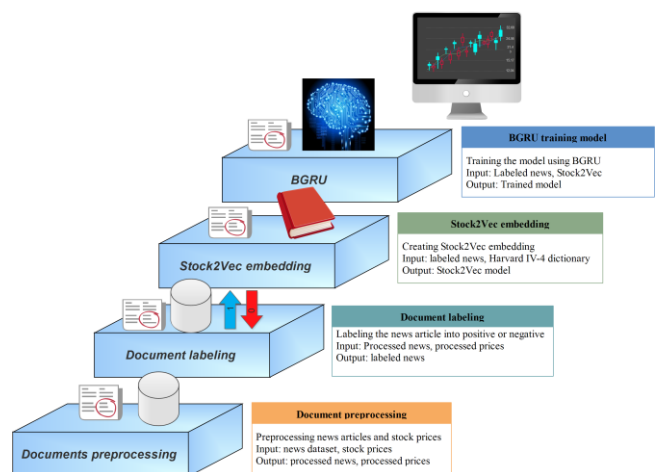 BGRU training model
Training the model using BGRU
Input: Labeled news, Stock2Vec
Output: Trained model
BGRU
Stock2Vec embedding
Creating Stock2Vec embedding
Input: labeled news, Harvard IV-4 dictionary
Output: Stock2Vec model
Stock2Vec embedding
Document labeling
Labeling the news article into positive or negative
Input: Processed news, processed prices
Output: labeled news
Document labeling
Document preprocessing
Preprocessing news articles and stock prices
Input: news dataset, stock prices
Output: processed news, processed prices
Documents preprocessing